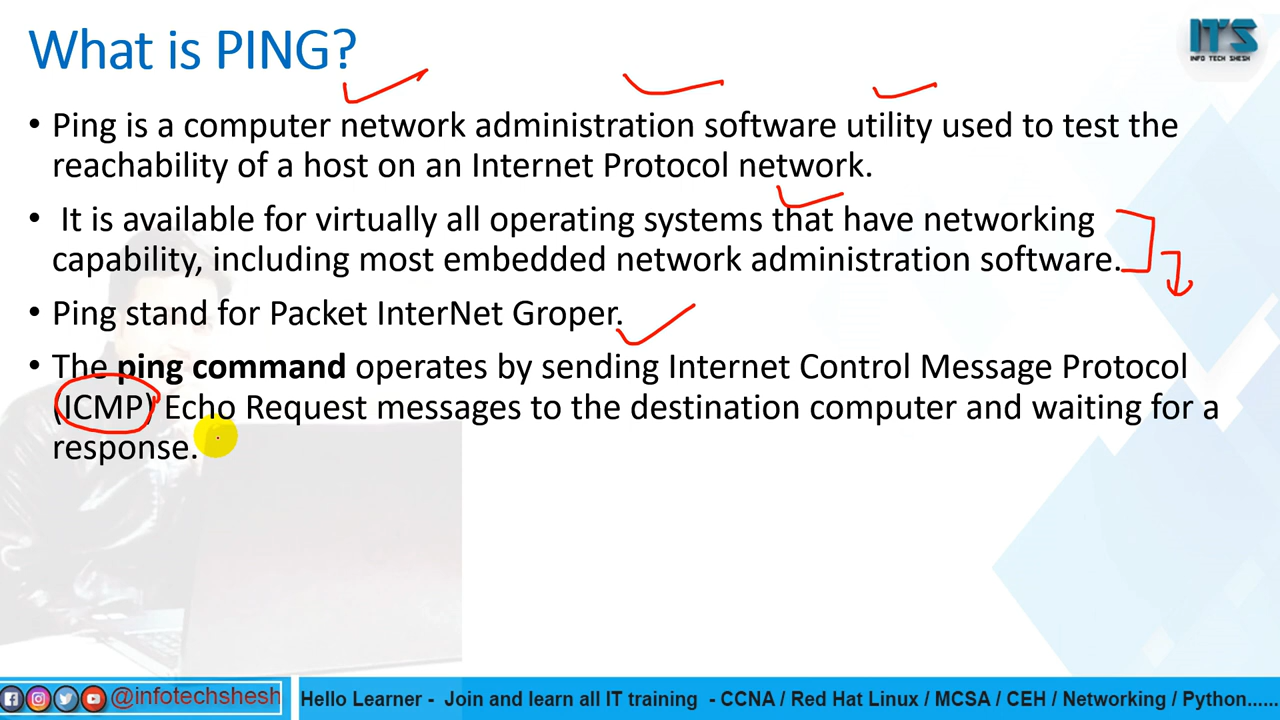 What is PING?
ITS
INFO TECH SHESH
• Ping is a computer network administration software utility used to test the
reachability of a host on an Internet Protocol network.
• It is available for virtually all operating systems that have networking
capability, including most embedded network administration software.
• Ping stand for Packet InterNet Groper.
• The ping command operates by sending Internet Control Message Protocol
(ICMP) Echo Request messages to the destination computer and waiting for a
response.
@infotechshesh
Hello Learner - Join and learn all IT training - CCNA / Red Hat Linux / MCSA / CEH / Networking / Python......